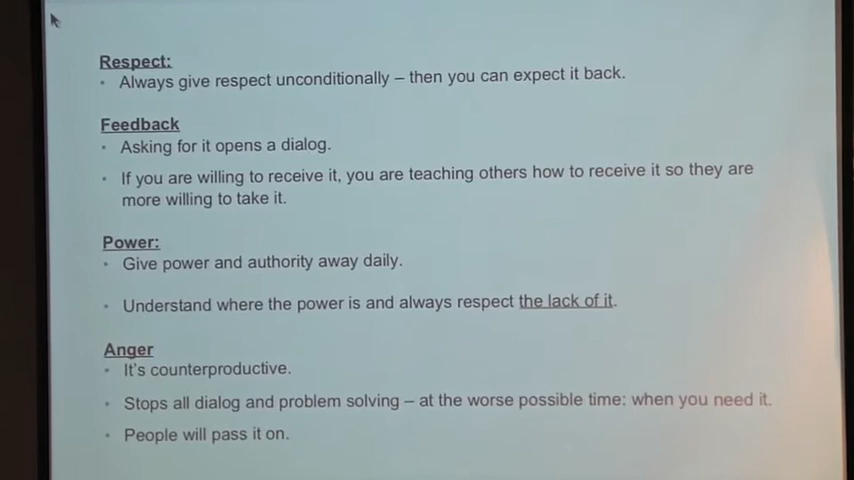 Respect:
• Always give respect unconditionally – then you can expect it back.
Feedback
• Asking for it opens a dialog.
• If you are willing to receive it, you are teaching others how to receive it so they are
more willing to take it.
Power:
• Give power and authority away daily.
• Understand where the power is and always respect the lack of it.
Anger
• It's counterproductive.
• Stops all dialog and problem solving – at the worse possible time: when you need it.
• People will pass it on.